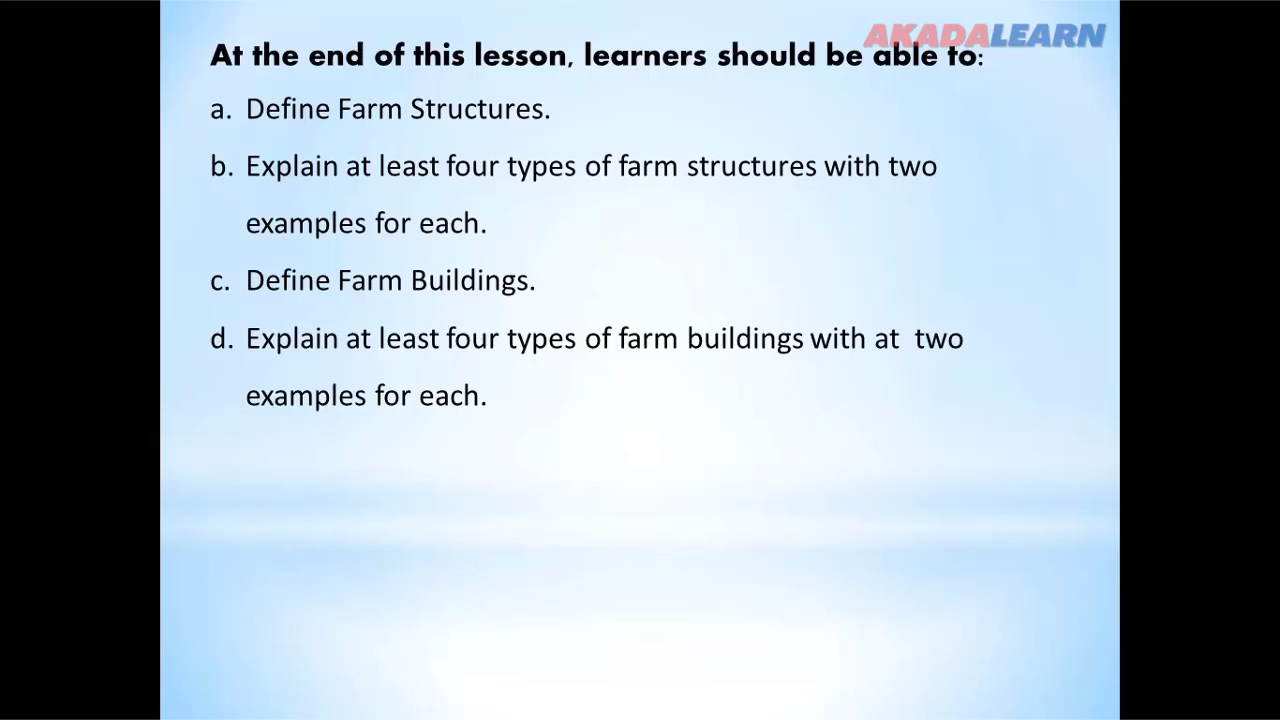 AKADALEARN
At the end of this lesson, learners should be able to:
a. Define Farm Structures.
b. Explain at least four types of farm structures with two
examples for each.
c. Define Farm Buildings.
d. Explain at least four types of farm buildings with at two
examples for each.